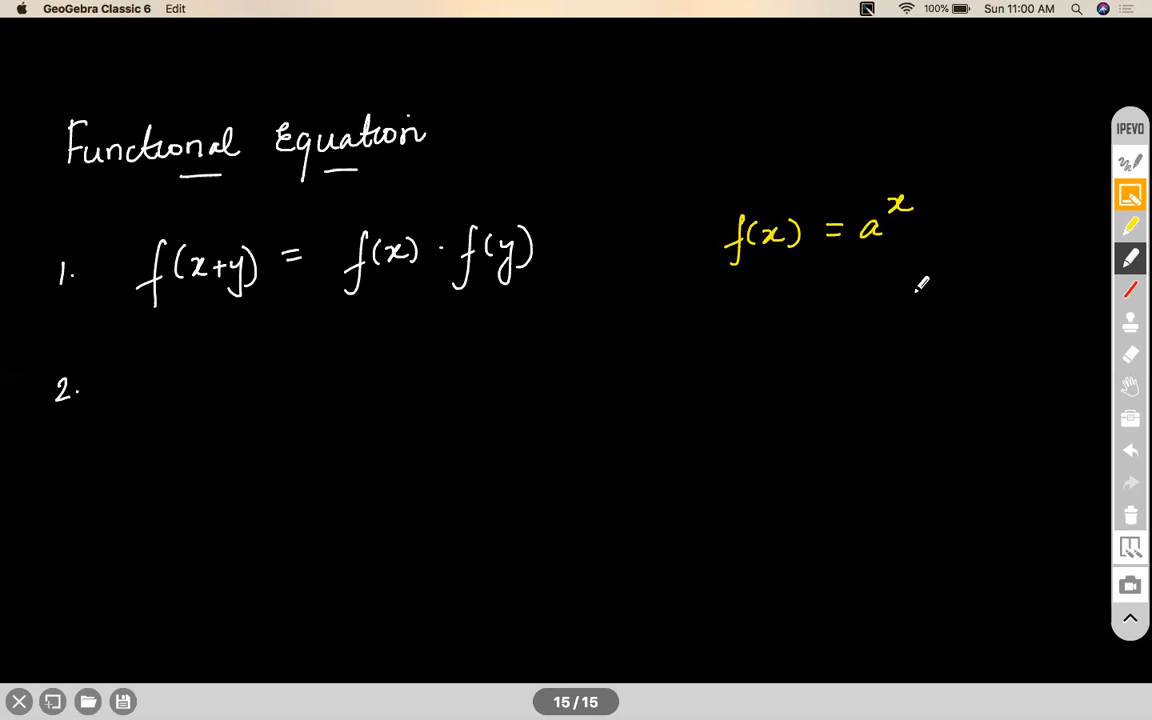 GeoGebra Classic 6 Edit 100% Sun 11:00 AM
IPEVO
Functional Equation
f(x) = a^x
1. f(x+y) = f(x) · f(y)
2.
15 / 15